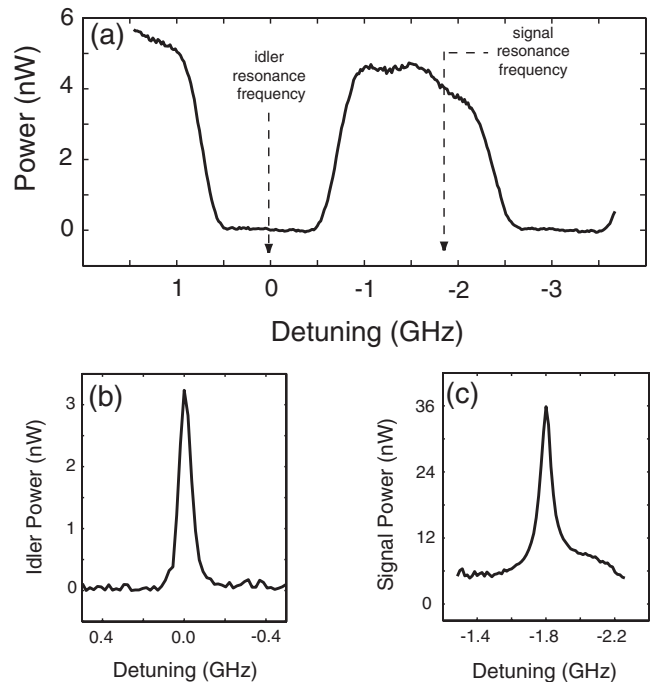 (a)
idler
resonance
frequency
signal
resonance
frequency
Power (nW)
6
4
2
0
1 0 -1 -2 -3
Detuning (GHz)
(b)
Idler Power (nW)
3
2
1
0
0.4 0.0 -0.4
Detuning (GHz)
(c)
Signal Power (nW)
36
24
12
0
-1.4 -1.8 -2.2
Detuning (GHz)